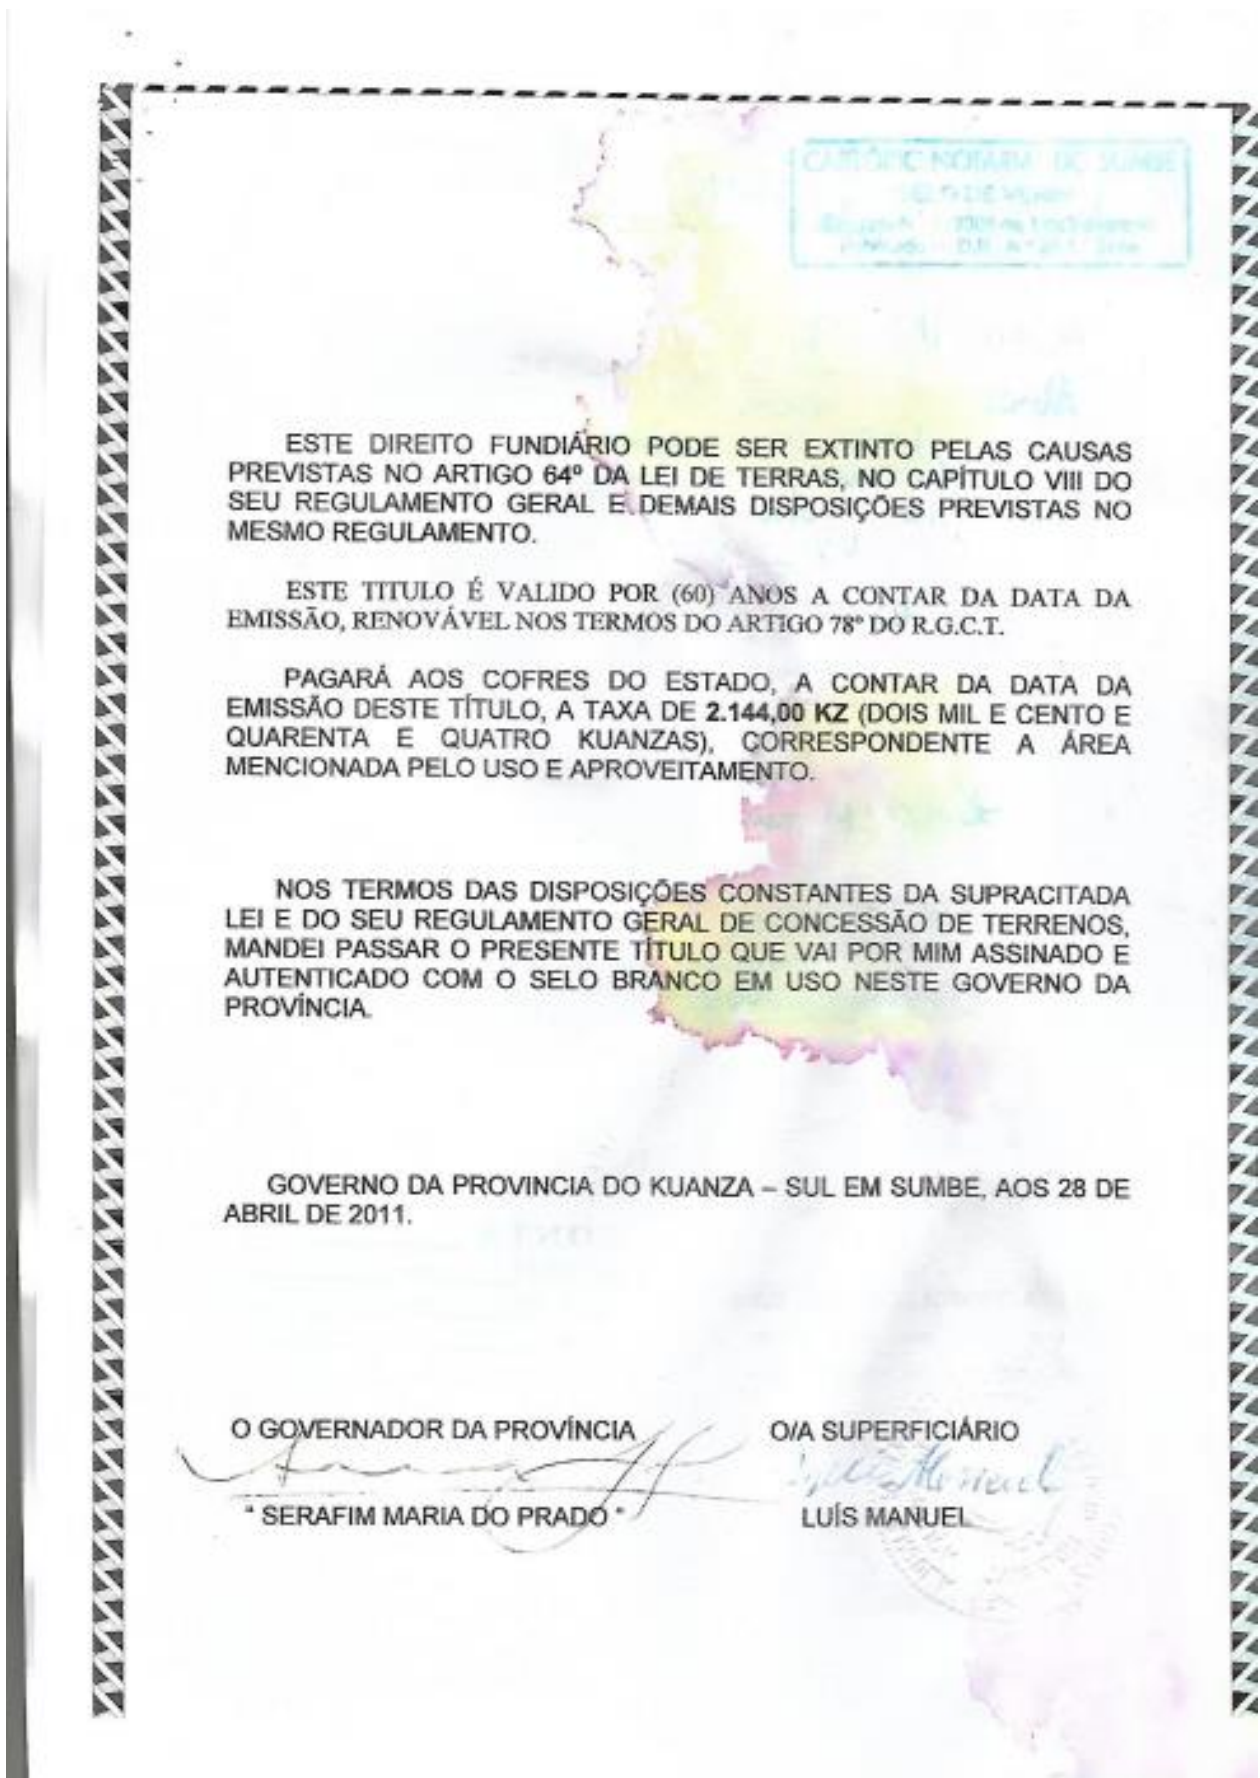 CARTÓRIO NOTARIAL DO SUMBE
ESTE DIREITO FUNDIÁRIO PODE SER EXTINTO PELAS CAUSAS
PREVISTAS NO ARTIGO 64º DA LEI DE TERRAS, NO CAPÍTULO VIII DO
SEU REGULAMENTO GERAL E DEMAIS DISPOSIÇÕES PREVISTAS NO
MESMO REGULAMENTO.
ESTE TITULO É VALIDO POR (60) ANOS A CONTAR DA DATA DA
EMISSÃO, RENOVÁVEL NOS TERMOS DO ARTIGO 78º DO R.G.C.T.
PAGARÁ AOS COFRES DO ESTADO, A CONTAR DA DATA DA
EMISSÃO DESTE TÍTULO, A TAXA DE 2.144,00 KZ (DOIS MIL E CENTO E
QUARENTA E QUATRO KUANZAS), CORRESPONDENTE A ÁREA
MENCIONADA PELO USO E APROVEITAMENTO.
NOS TERMOS DAS DISPOSIÇÕES CONSTANTES DA SUPRACITADA
LEI E DO SEU REGULAMENTO GERAL DE CONCESSÃO DE TERRENOS,
MANDEI PASSAR O PRESENTE TÍTULO QUE VAI POR MIM ASSINADO E
AUTENTICADO COM O SELO BRANCO EM USO NESTE GOVERNO DA
PROVÍNCIA.
GOVERNO DA PROVINCIA DO KUANZA – SUL EM SUMBE, AOS 28 DE
ABRIL DE 2011.
O GOVERNADOR DA PROVÍNCIA O/A SUPERFICIÁRIO
Manuel
" SERAFIM MARIA DO PRADO " LUÍS MANUEL